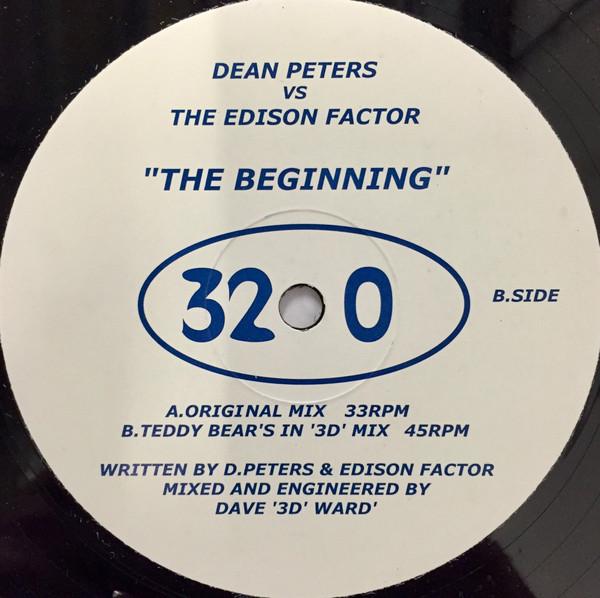 DEAN PETERS
VS
THE EDISON FACTOR
"THE BEGINNING"
32 0
B.SIDE
A.ORIGINAL MIX 33RPM
B.TEDDY BEAR'S IN '3D' MIX 45RPM
WRITTEN BY D.PETERS & EDISON FACTOR
MIXED AND ENGINEERED BY
DAVE '3D' WARD'